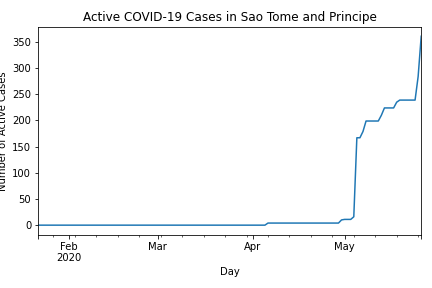 Active COVID-19 Cases in Sao Tome and Principe
350
300
250
200
150
100
50
0
Number of Active Cases
Feb
2020
Mar
Apr
May
Day